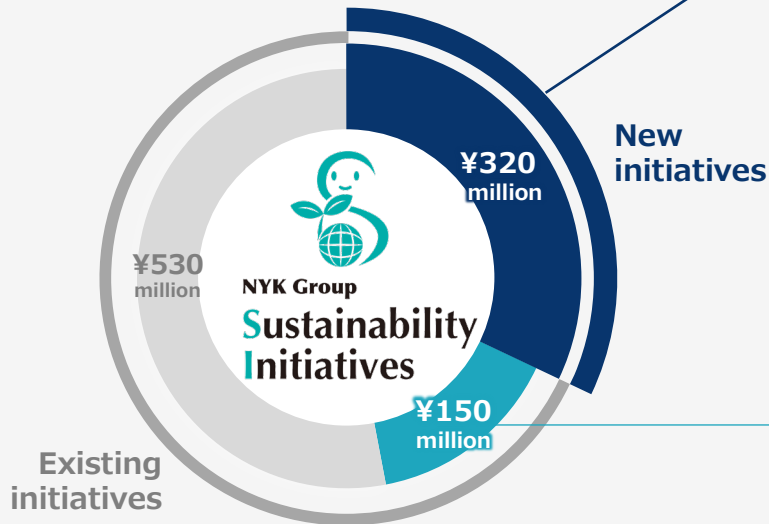 New
initiatives
¥320
million
¥530
million
NYK Group
Sustainability
Initiatives
¥150
million
Existing
initiatives